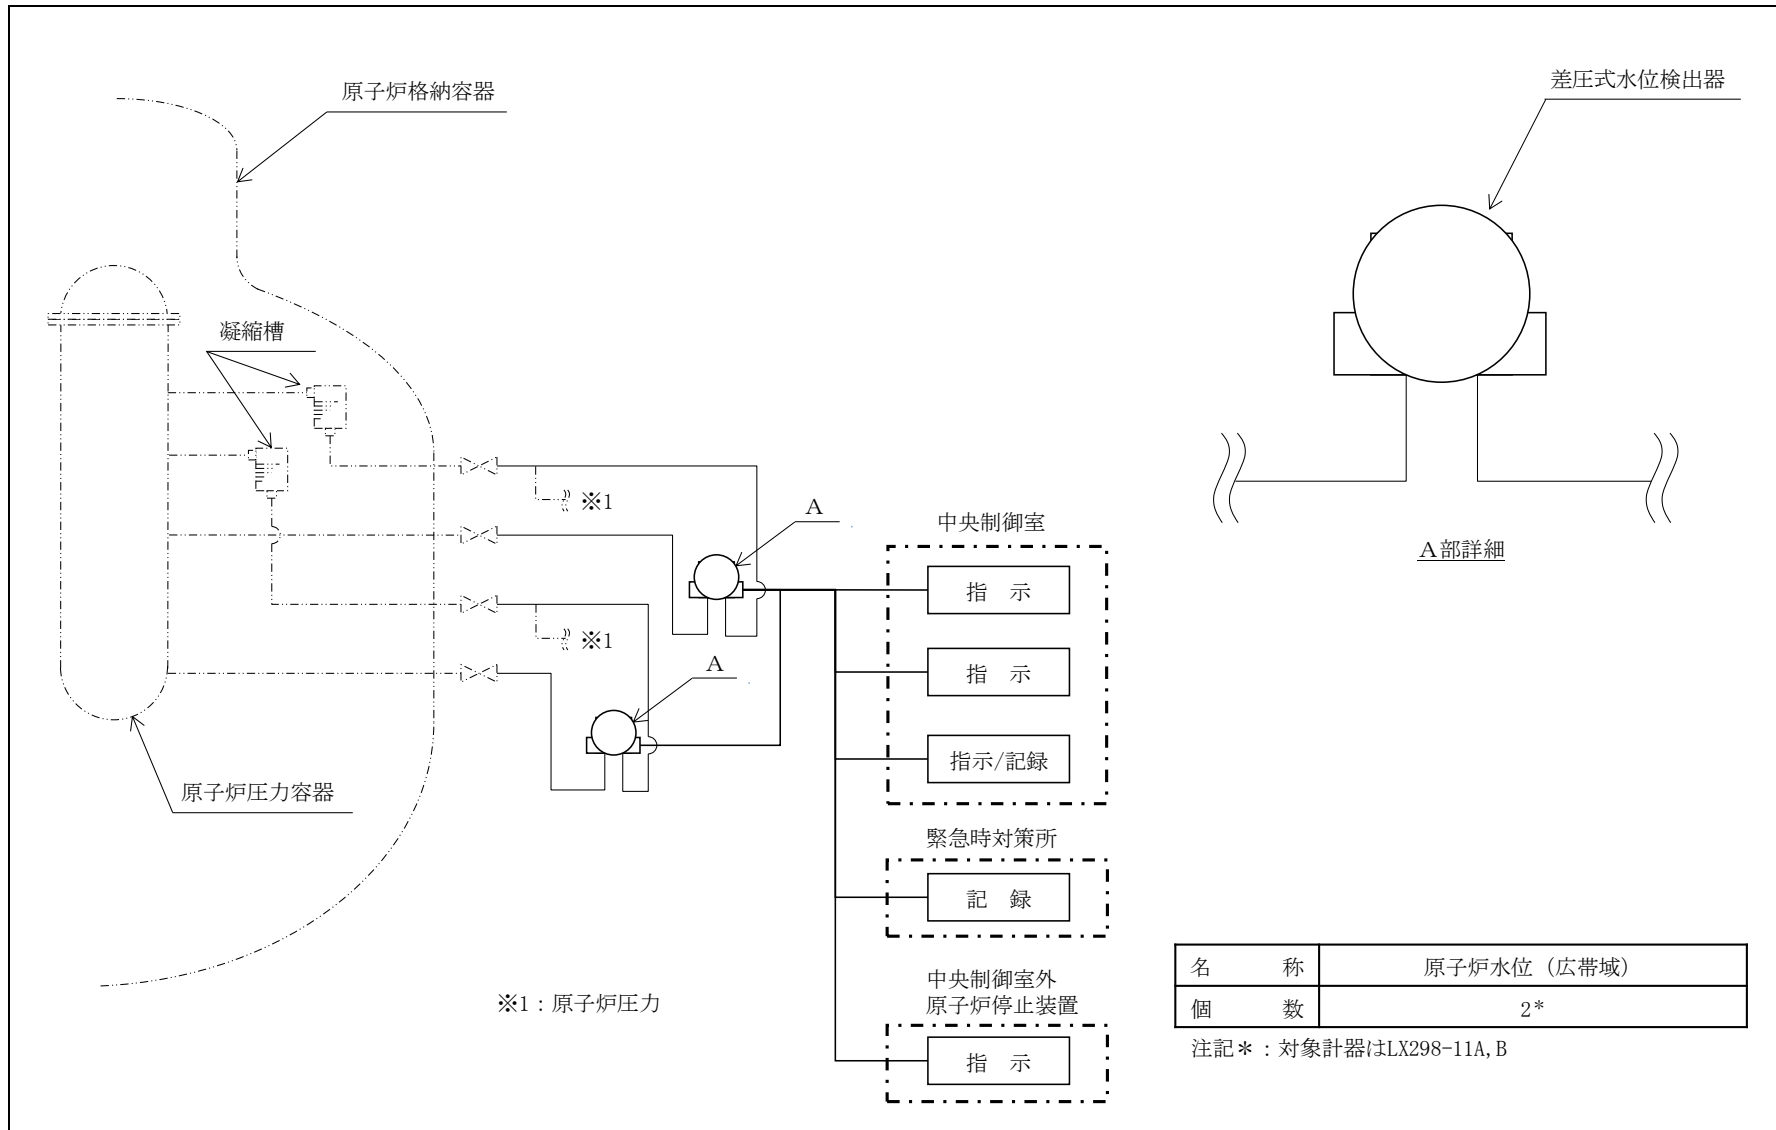 原子炉格納容器
差圧式水位検出器
凝縮槽
※1
A
中央制御室
A部詳細
指 示
※1
A
指 示
指示/記録
原子炉圧力容器
緊急時対策所
記 録
名 称 原子炉水位（広帯域）
個 数 2*
注記＊：対象計器はLX298-11A,B
※1：原子炉圧力
中央制御室外
原子炉停止装置
指 示